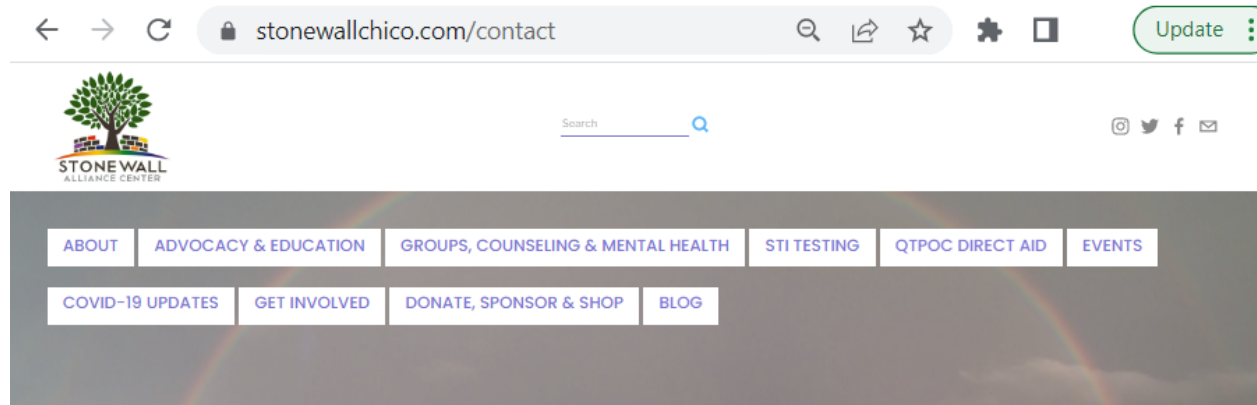 stonewallchico.com/contact
Update
Search
STONEWALL
ALLIANCE CENTER
ABOUT ADVOCACY & EDUCATION GROUPS, COUNSELING & MENTAL HEALTH STI TESTING QTPOC DIRECT AID EVENTS
COVID-19 UPDATES GET INVOLVED DONATE, SPONSOR & SHOP BLOG